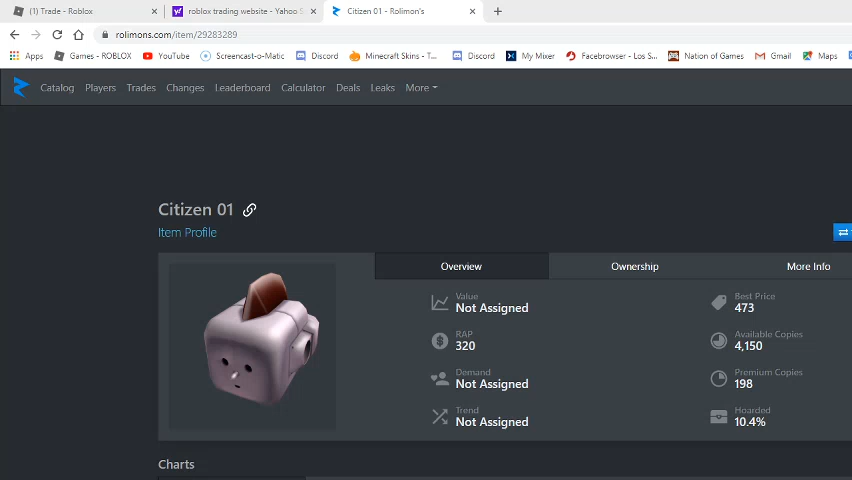 (1) Trade - Roblox
roblox trading website - Yahoo S
Citizen 01 - Rolimon's
rolimons.com/item/29283289
Apps Games - ROBLOX YouTube Screencast-o-Matic Discord Minecraft Skins - T... Discord My Mixer Facebrowser - Los S... Nation of Games Gmail Maps
Catalog Players Trades Changes Leaderboard Calculator Deals Leaks More
Citizen 01
Item Profile
Overview Ownership More Info
Value
Not Assigned
Best Price
473
RAP
320
Available Copies
4,150
Demand
Not Assigned
Premium Copies
198
Trend
Not Assigned
Hoarded
10.4%
Charts